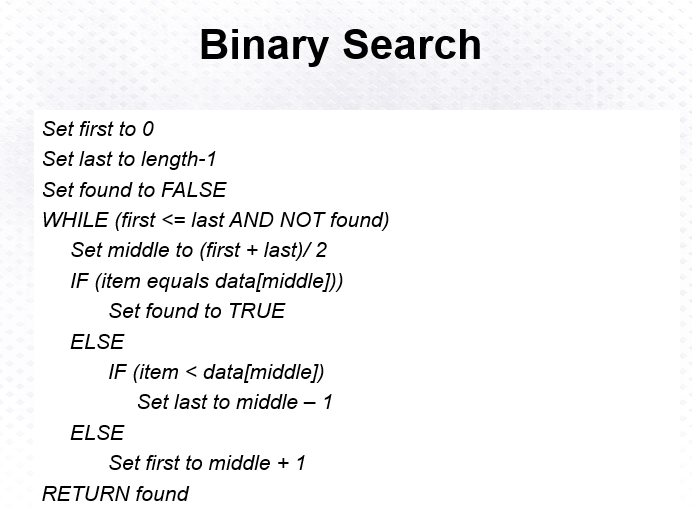 Binary Search
Set first to 0
Set last to length-1
Set found to FALSE
WHILE (first <= last AND NOT found)
Set middle to (first + last)/ 2
IF (item equals data[middle]))
Set found to TRUE
ELSE
IF (item < data[middle])
Set last to middle – 1
ELSE
Set first to middle + 1
RETURN found